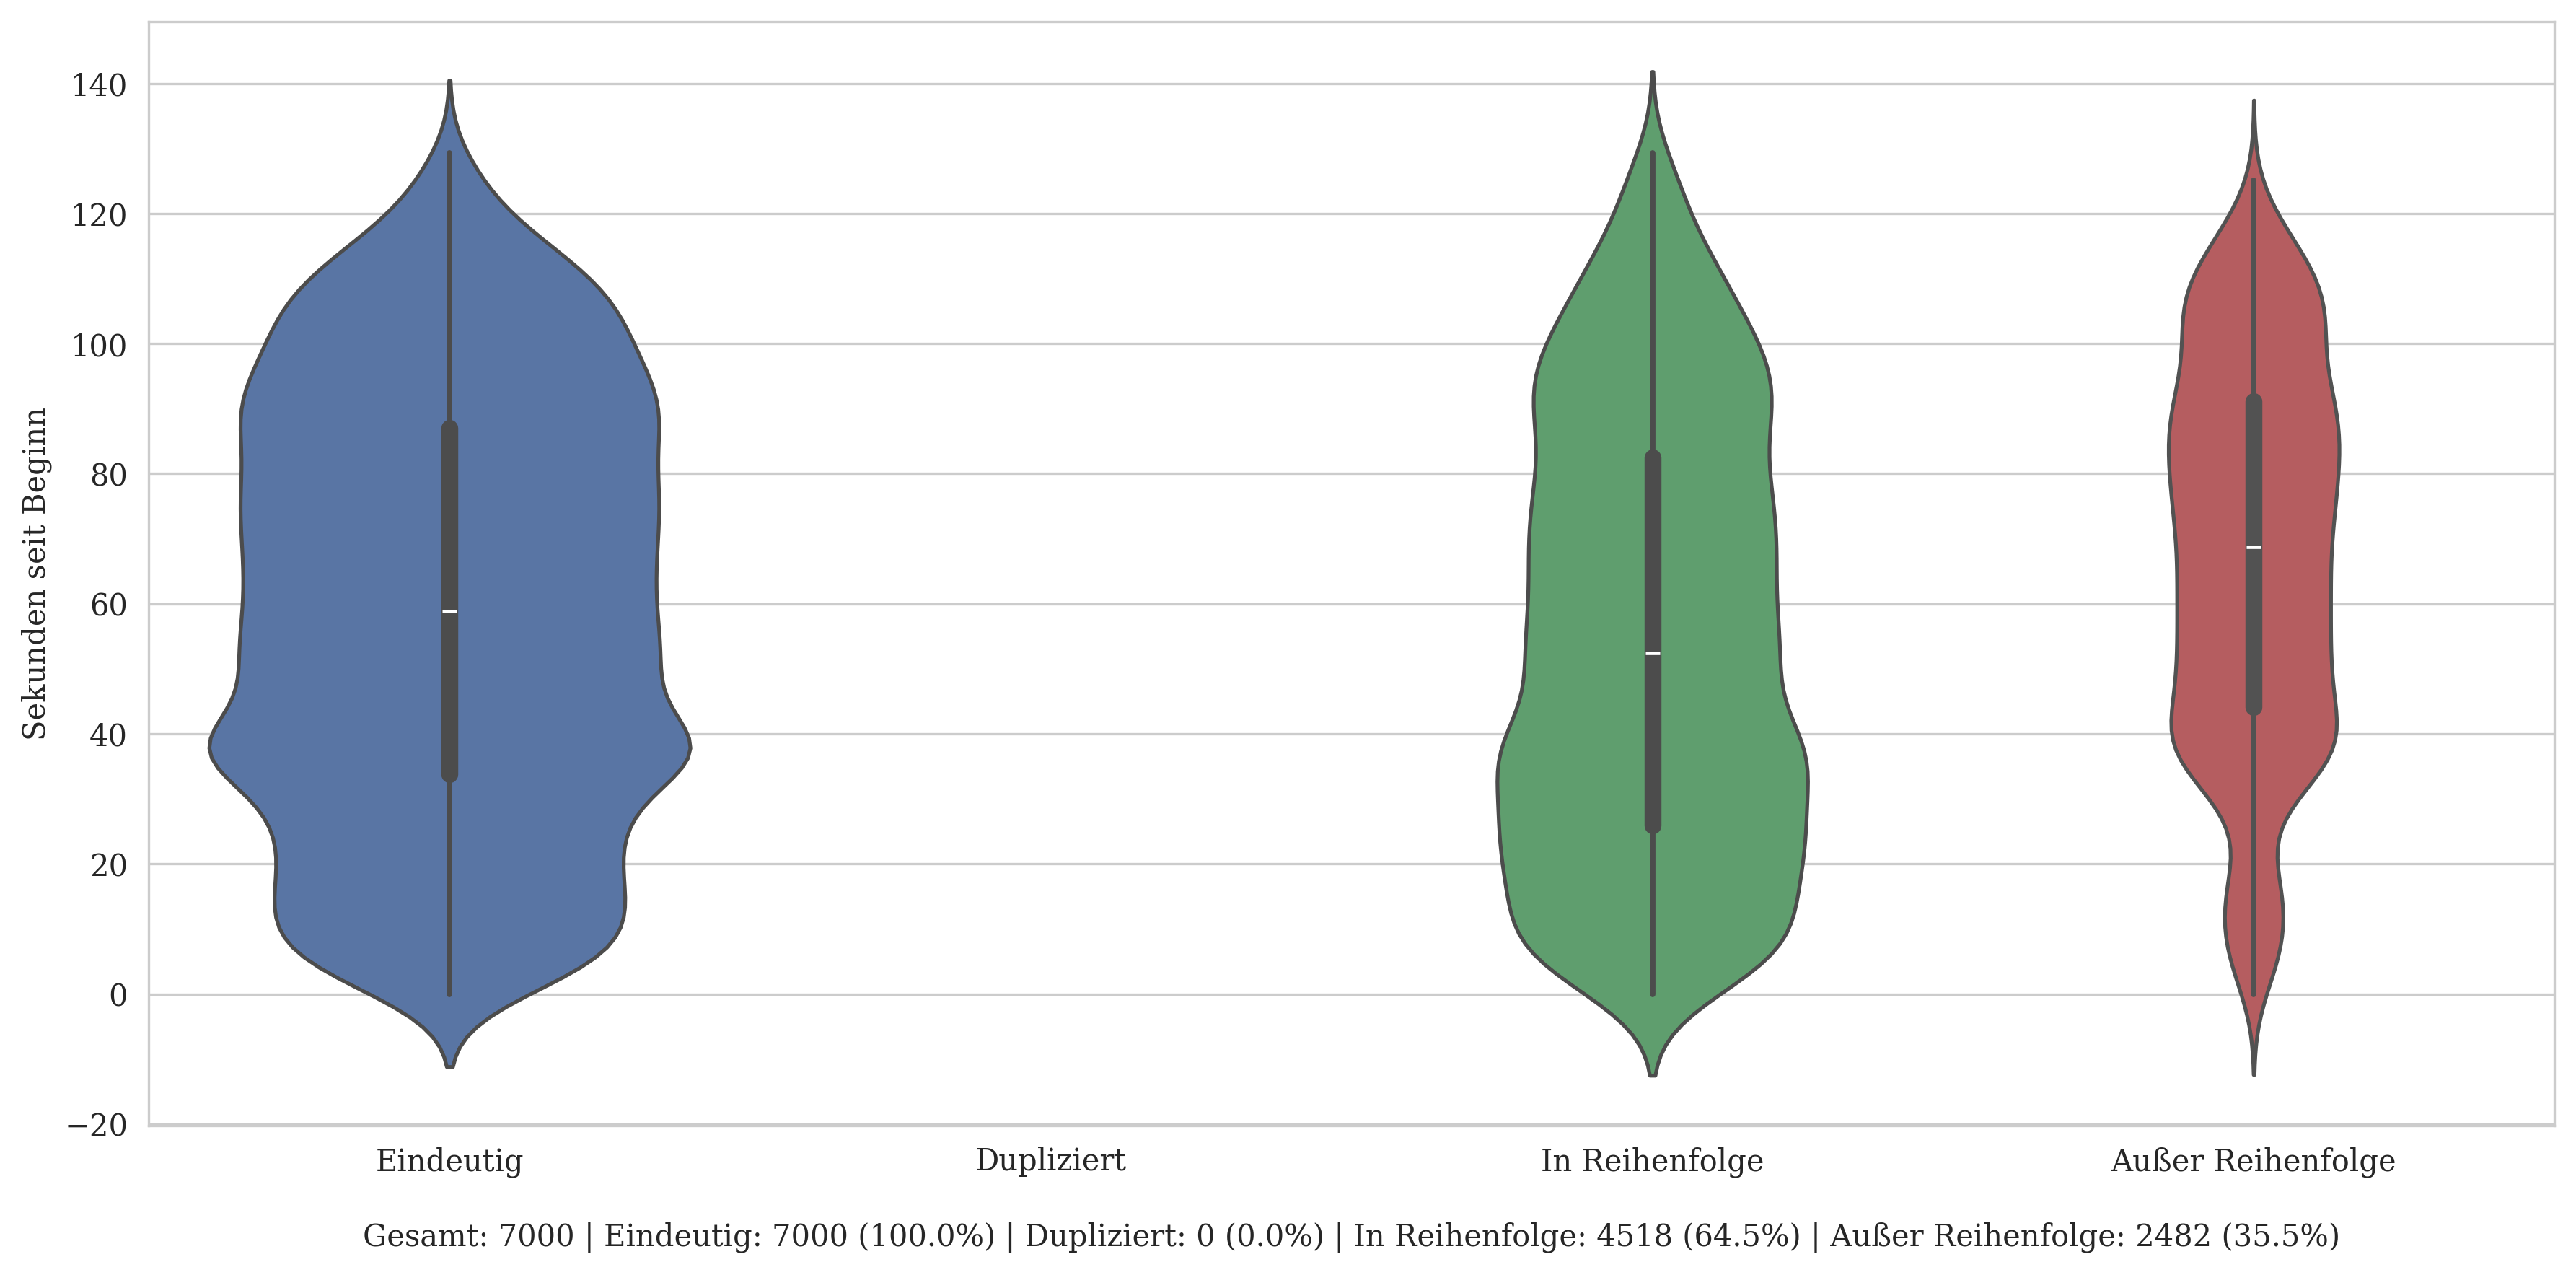 Sekunden seit Beginn
140
120
100
80
60
40
20
0
−20
Eindeutig
Dupliziert
In Reihenfolge
Außer Reihenfolge
Gesamt: 7000 | Eindeutig: 7000 (100.0%) | Dupliziert: 0 (0.0%) | In Reihenfolge: 4518 (64.5%) | Außer Reihenfolge: 2482 (35.5%)